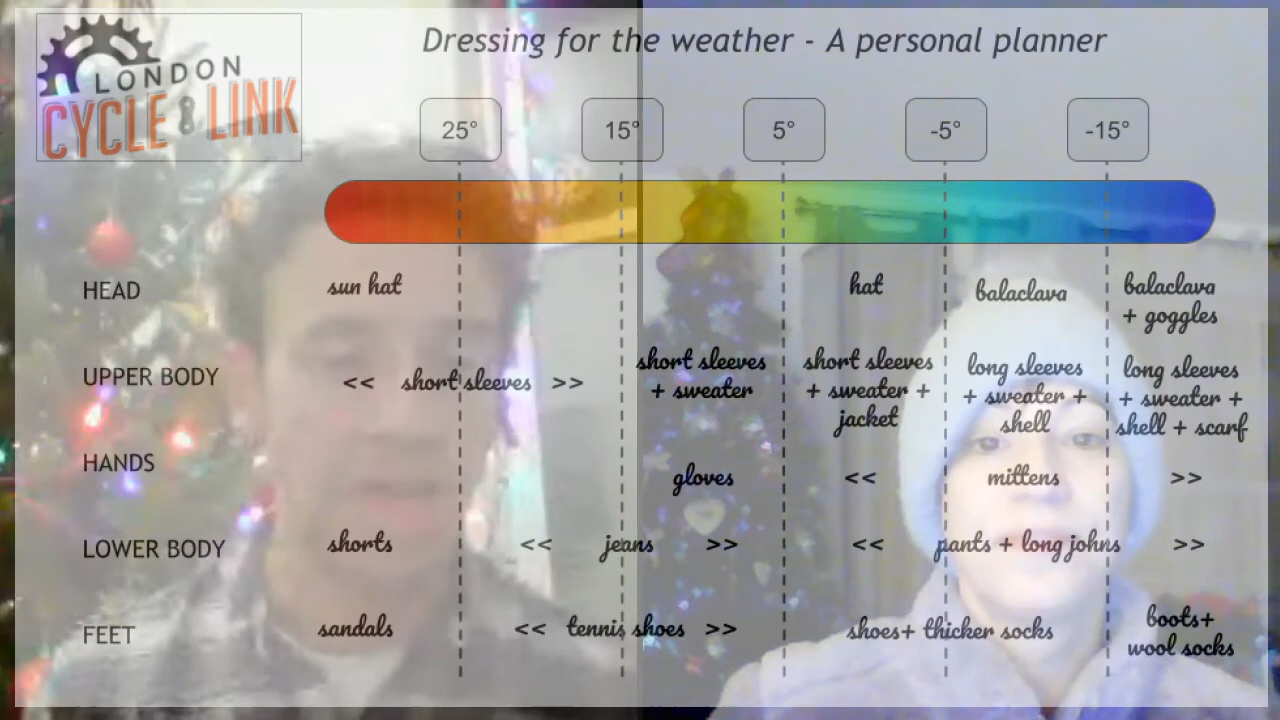 LONDON
CYCLE LINK
Dressing for the weather - A personal planner
25° 15° 5° -5° -15°
HEAD
sun hat
hat
balaclava
balaclava
+ goggles
UPPER BODY
<< short sleeves >>
short sleeves
+ sweater
short sleeves
+ sweater +
jacket
long sleeves
+ sweater +
shell
long sleeves
+ sweater +
shell + scarf
HANDS
gloves
<< mittens >>
LOWER BODY
shorts
<< jeans >>
<< pants + long johns >>
FEET
sandals
<< tennis shoes >>
shoes+ thicker socks
boots+
wool socks